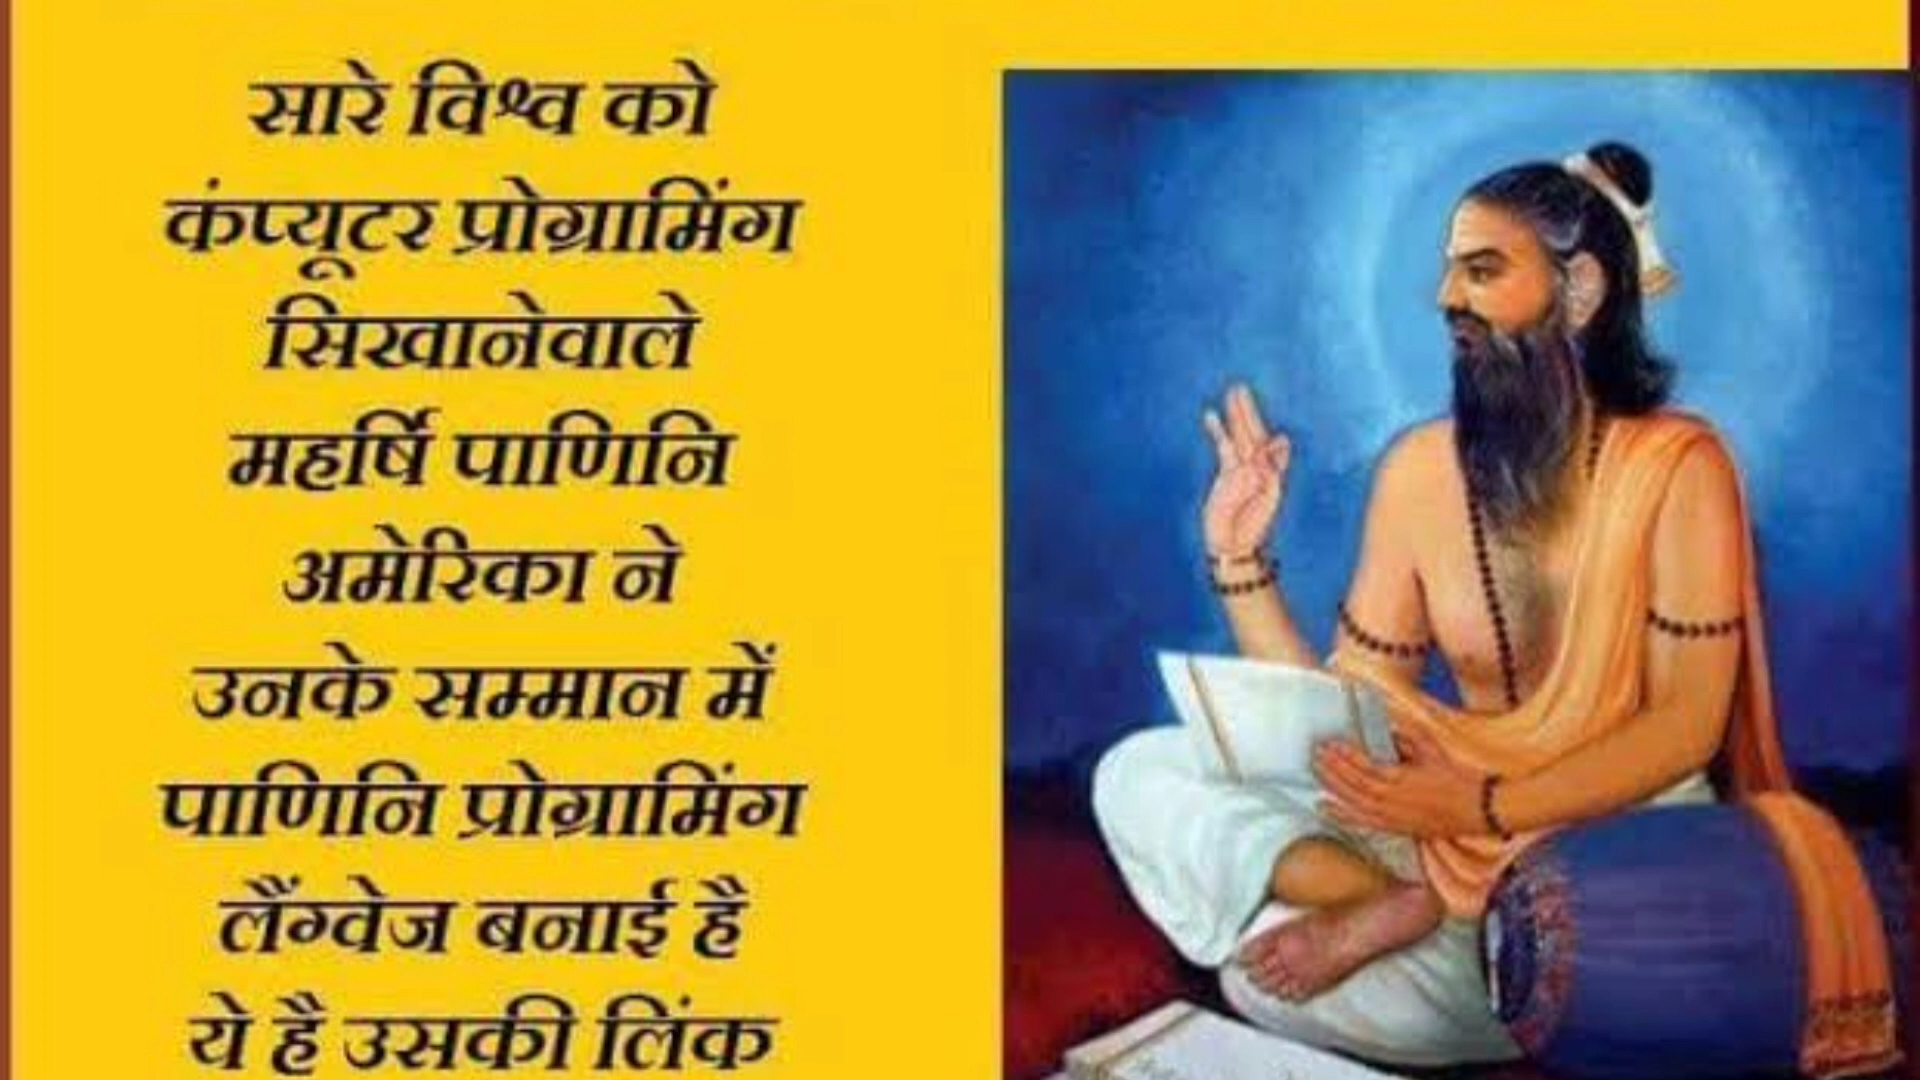 सारे विश्व को
कंप्यूटर प्रोग्रामिंग
सिखानेवाले
महर्षि पाणिनि
अमेरिका ने
उनके सम्मान में
पाणिनि प्रोग्रामिंग
लैंग्वेज बनाई है
ये है उसकी लिंक